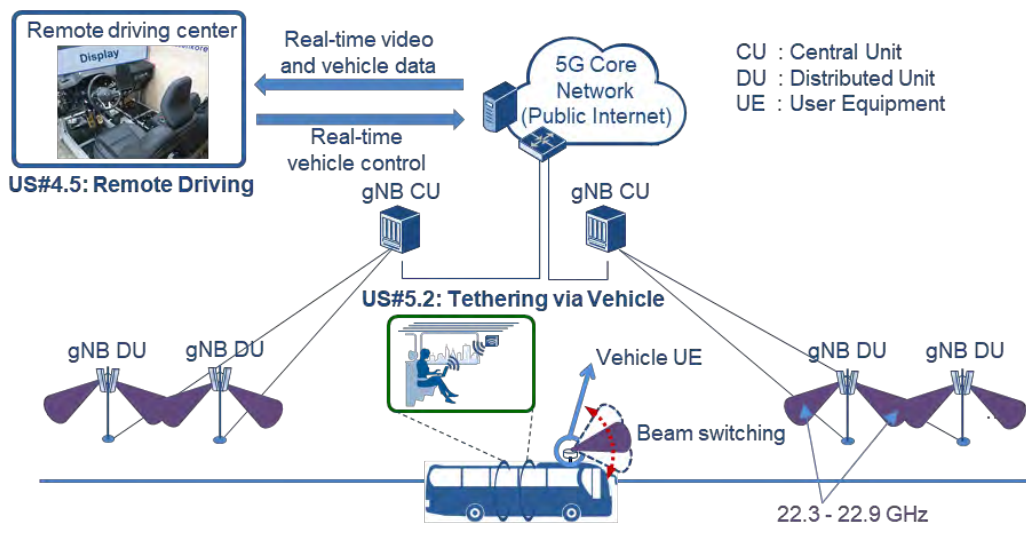 Remote driving center
Display
Real-time video
and vehicle data
5G Core
Network
(Public Internet)
CU : Central Unit
DU : Distributed Unit
UE : User Equipment
Real-time
vehicle control
US#4.5: Remote Driving
gNB CU
gNB CU
US#5.2: Tethering via Vehicle
gNB DU
gNB DU
Vehicle UE
gNB DU
gNB DU
Beam switching
22.3 - 22.9 GHz